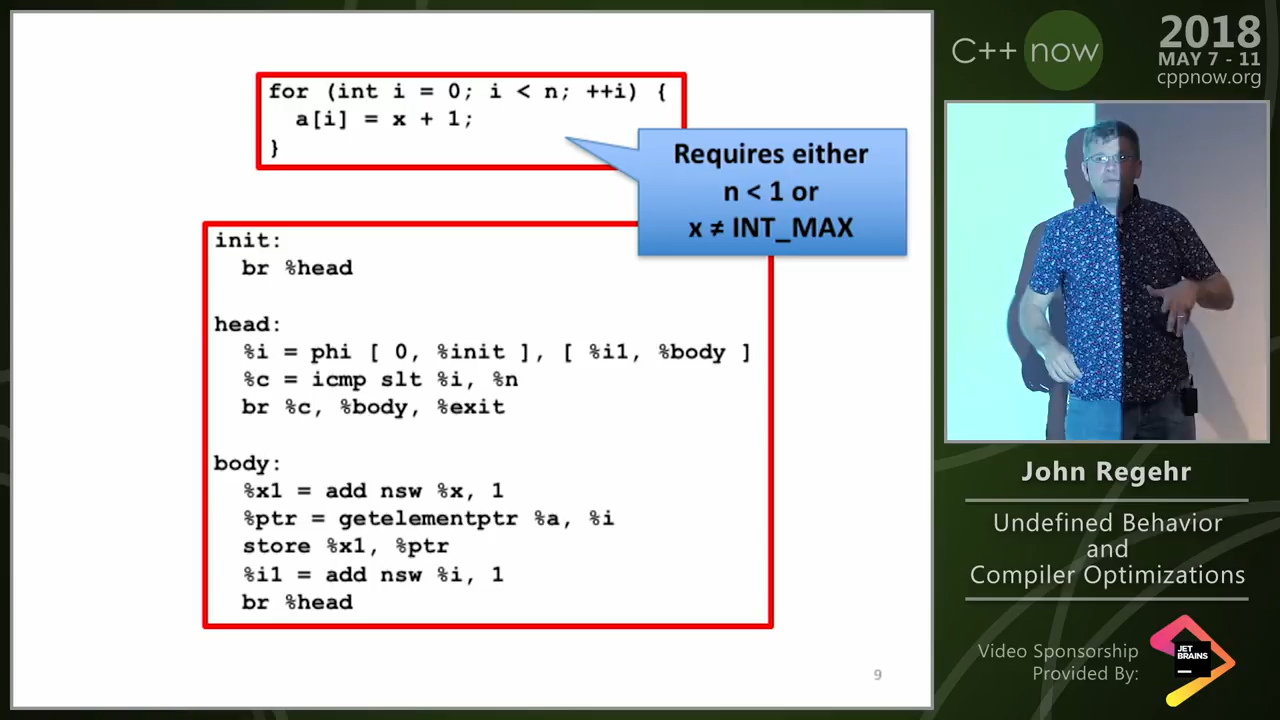 for (int i = 0; i < n; ++i) {
a[i] = x + 1;
}
Requires either
n < 1 or
x ≠ INT_MAX
init:
br %head
head:
%i = phi [ 0, %init ], [ %i1, %body ]
%c = icmp slt %i, %n
br %c, %body, %exit
body:
%x1 = add nsw %x, 1
%ptr = getelementptr %a, %i
store %x1, %ptr
%i1 = add nsw %i, 1
br %head
9
C++ now
2018
MAY 7 - 11
cppnow.org
John Regehr
Undefined Behavior
and
Compiler Optimizations
Video Sponsorship
Provided By:
JET
BRAINS